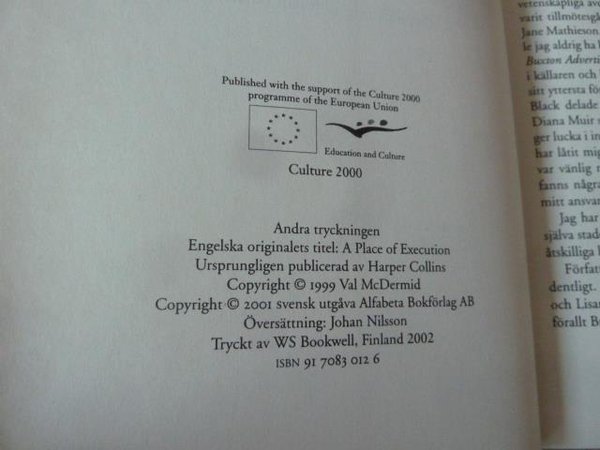 Published with the support of the Culture 2000
programme of the European Union
Education and Culture
Culture 2000
Andra tryckningen
Engelska originalets titel: A Place of Execution
Ursprungligen publicerad av Harper Collins
Copyright © 1999 Val McDermid
Copyright © 2001 svensk utgåva Alfabeta Bokförlag AB
Översättning: Johan Nilsson
Tryckt av WS Bookwell, Finland 2002
ISBN 91 7083 012 6
varit tillmötesgå
Jane Mathieson
le jag aldrig ha
Buxton Adverti
i källaren och
sitt yttersta fö
Black delade
Diana Muir
ger lucka i in
har låtit mig
var vänlig
fanns några
mitt ansvar
Jag har
själva stade
åtskilliga
Förfat
dentligt.
och Lisan
förallt B